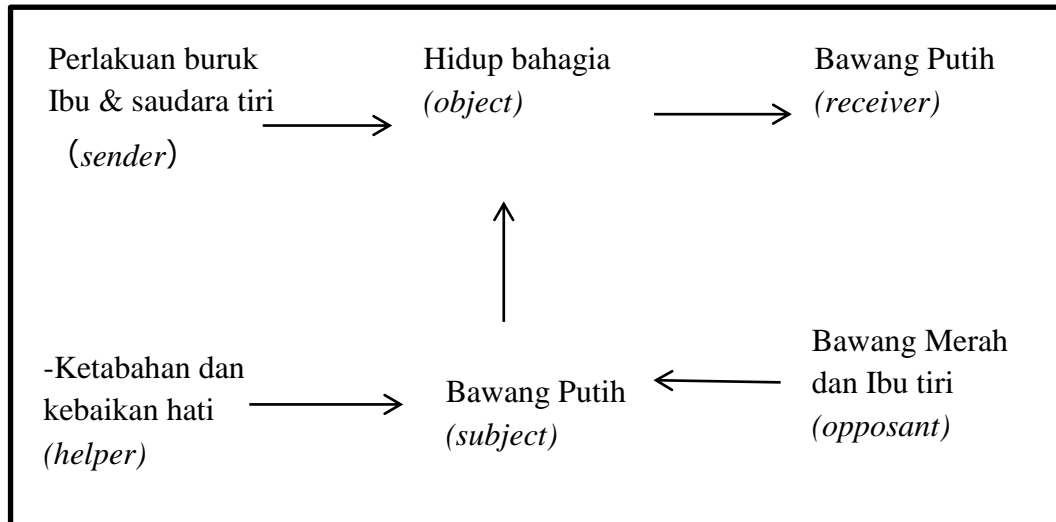 Perlakuan buruk
Ibu & saudara tiri
(sender)
Hidup bahagia
(object)
Bawang Putih
(receiver)
-Ketabahan dan
kebaikan hati
(helper)
Bawang Putih
(subject)
Bawang Merah
dan Ibu tiri
(opposant)